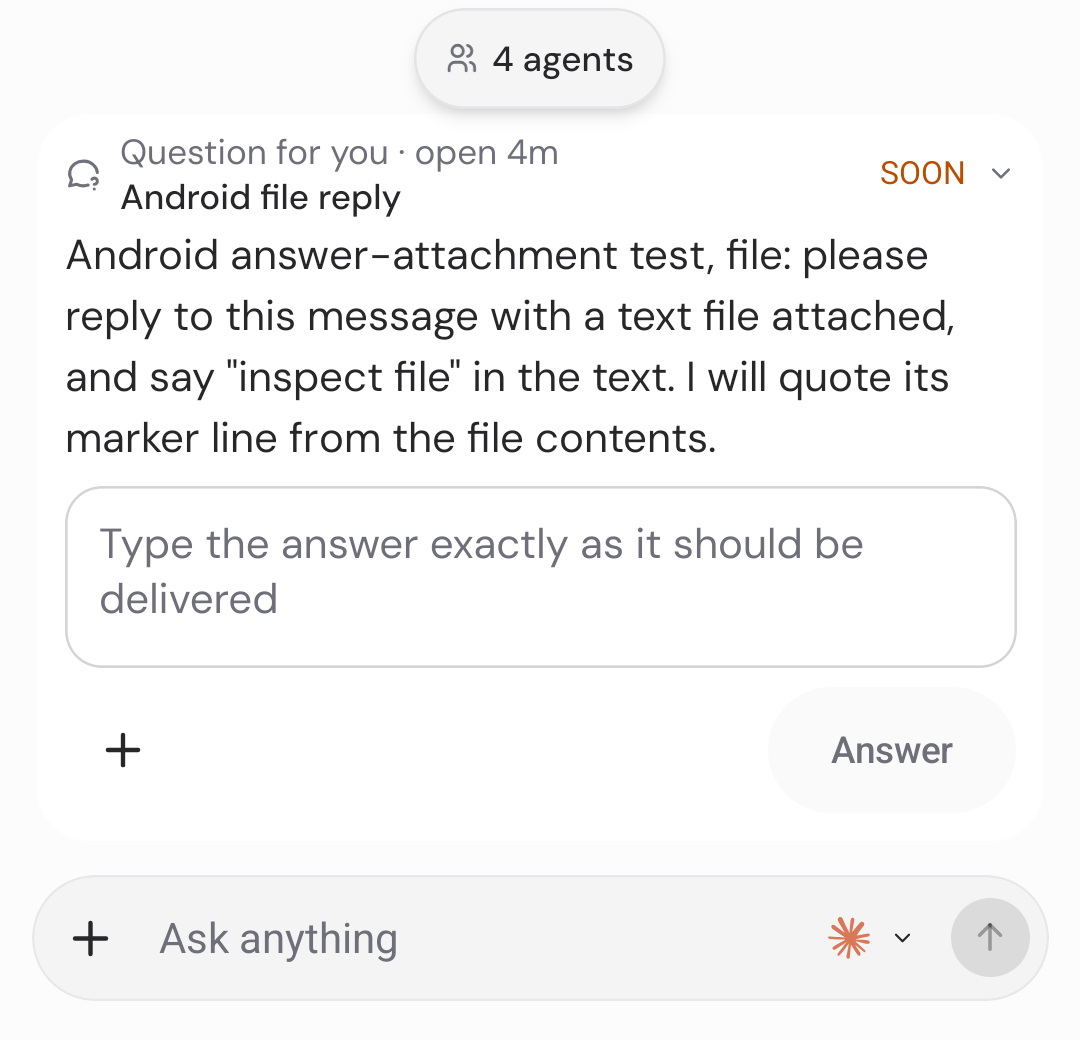 4 agents
Question for you · open 4m
SOON
Android file reply
Android answer-attachment test, file: please
reply to this message with a text file attached,
and say "inspect file" in the text. I will quote its
marker line from the file contents.
Type the answer exactly as it should be
delivered
Answer
Ask anything